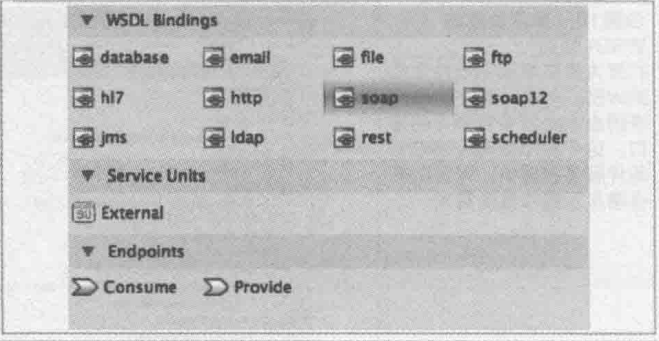 WSDL Bindings
database email file ftp
hl7 http soap soap12
jms ldap rest scheduler
Service Units
SU External
Endpoints
Consume Provide